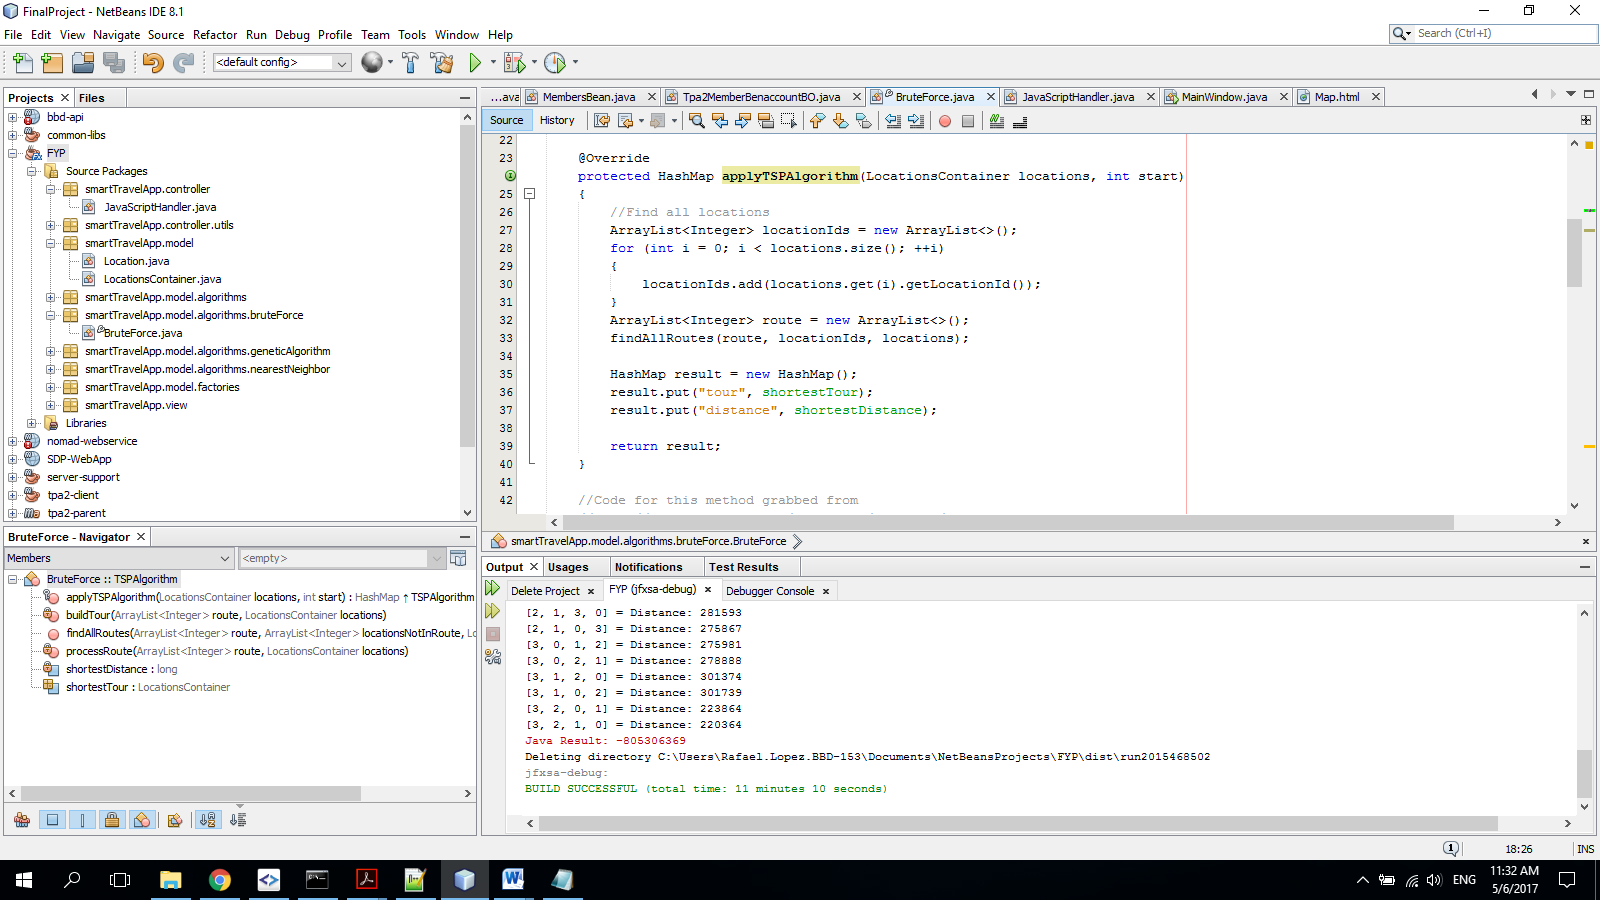 FinalProject - NetBeans IDE 8.1
File Edit View Navigate Source Refactor Run Debug Profile Team Tools Window Help
Search (Ctrl+I)
<default config>
Projects Files
bbd-api
common-libs
FYP
Source Packages
smartTravelApp.controller
JavaScriptHandler.java
smartTravelApp.controller.utils
smartTravelApp.model
Location.java
LocationsContainer.java
smartTravelApp.model.algorithms
smartTravelApp.model.algorithms.bruteForce
BruteForce.java
smartTravelApp.model.algorithms.geneticAlgorithm
smartTravelApp.model.algorithms.nearestNeighbor
smartTravelApp.model.factories
smartTravelApp.view
Libraries
nomad-webservice
SDP-WebApp
server-support
tpa2-client
tpa2-parent
BruteForce - Navigator
Members <empty>
BruteForce :: TSPAlgorithm
applyTSPAlgorithm(LocationsContainer locations, int start) : HashMap ↑ TSPAlgorithm
buildTour(ArrayList<Integer> route, LocationsContainer locations)
findAllRoutes(ArrayList<Integer> route, ArrayList<Integer> locationsNotInRoute, Lo
processRoute(ArrayList<Integer> route, LocationsContainer locations)
shortestDistance : long
shortestTour : LocationsContainer
...ava MembersBean.java Tpa2MemberBenaccountBO.java BruteForce.java JavaScriptHandler.java MainWindow.java Map.html
Source History
22
23 @Override
protected HashMap applyTSPAlgorithm(LocationsContainer locations, int start)
25 {
26 //Find all locations
27 ArrayList<Integer> locationIds = new ArrayList<>();
28 for (int i = 0; i < locations.size(); ++i)
29 {
30 locationIds.add(locations.get(i).getLocationId());
31 }
32 ArrayList<Integer> route = new ArrayList<>();
33 findAllRoutes(route, locationIds, locations);
34
35 HashMap result = new HashMap();
36 result.put("tour", shortestTour);
37 result.put("distance", shortestDistance);
38
39 return result;
40 }
41
42 //Code for this method grabbed from
smartTravelApp.model.algorithms.bruteForce.BruteForce
Output Usages Notifications Test Results
Delete Project FYP (jfxsa-debug) Debugger Console
[2, 1, 3, 0] = Distance: 281593
[2, 1, 0, 3] = Distance: 275867
[3, 0, 1, 2] = Distance: 275981
[3, 0, 2, 1] = Distance: 278888
[3, 1, 2, 0] = Distance: 301374
[3, 1, 0, 2] = Distance: 301739
[3, 2, 0, 1] = Distance: 223864
[3, 2, 1, 0] = Distance: 220364
Java Result: -805306369
Deleting directory C:\Users\Rafael.Lopez.BBD-153\Documents\NetBeansProjects\FYP\dist\run2015468502
jfxsa-debug:
BUILD SUCCESSFUL (total time: 11 minutes 10 seconds)
1 18:26 INS
ENG 11:32 AM
5/6/2017